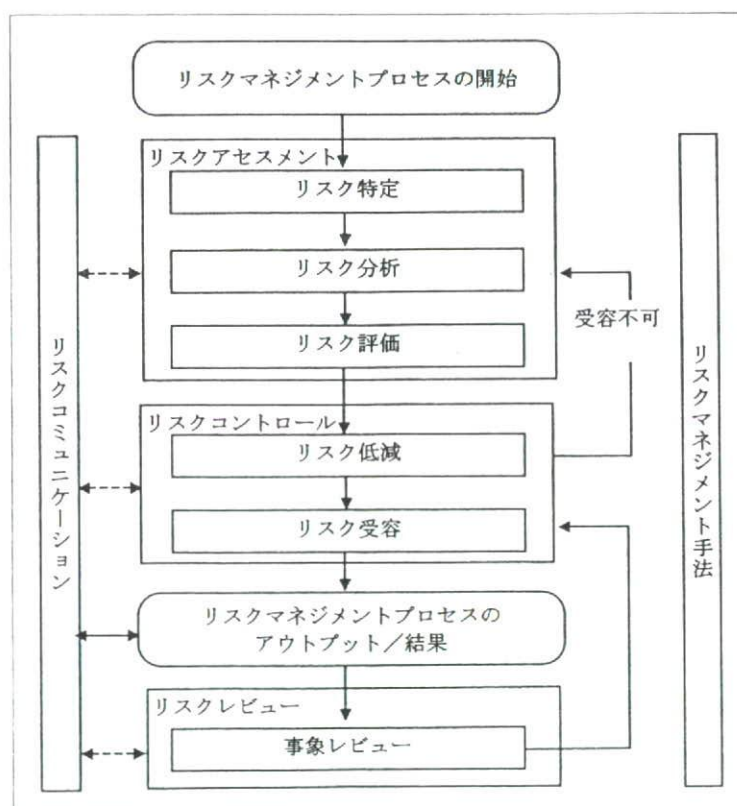 リスクマネジメントプロセスの開始
リスクアセスメント
リスク特定
リスク分析
受容不可
リスク評価
リスクコントロール
リスク低減
リスク受容
リスクマネジメントプロセスの
アウトプット/結果
リスクレビュー
事象レビュー
リスクコミュニケーション
リスクマネジメント手法